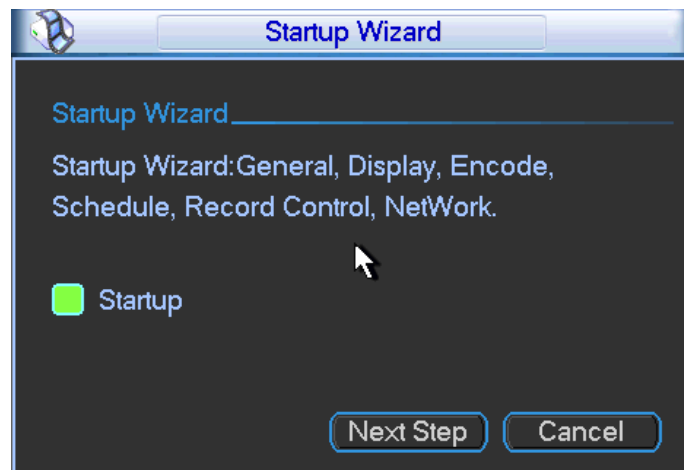 Startup Wizard
Startup Wizard
Startup Wizard:General, Display, Encode,
Schedule, Record Control, NetWork.
Startup
Next Step Cancel